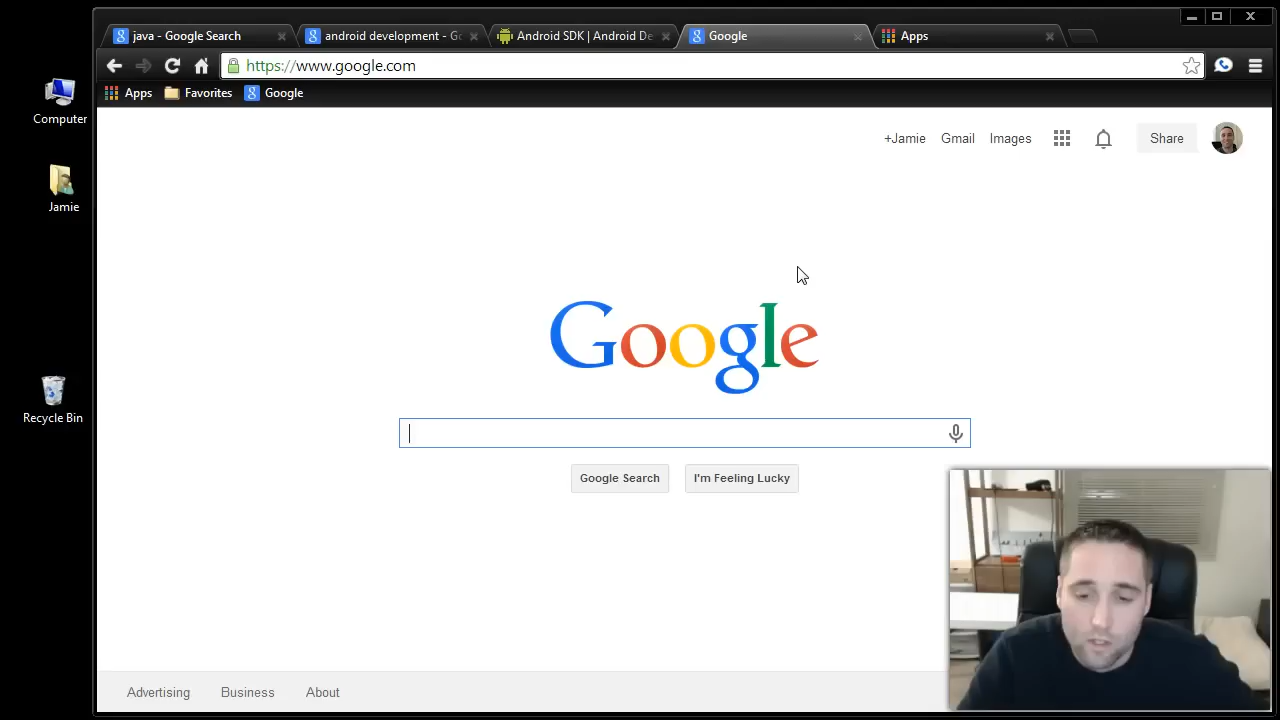 java - Google Search
android development - Go
Android SDK | Android De
Google
Apps
https://www.google.com
Apps
Favorites
Google
Computer
Jamie
Recycle Bin
+Jamie
Gmail
Images
Share
Google
Google Search
I'm Feeling Lucky
Advertising
Business
About